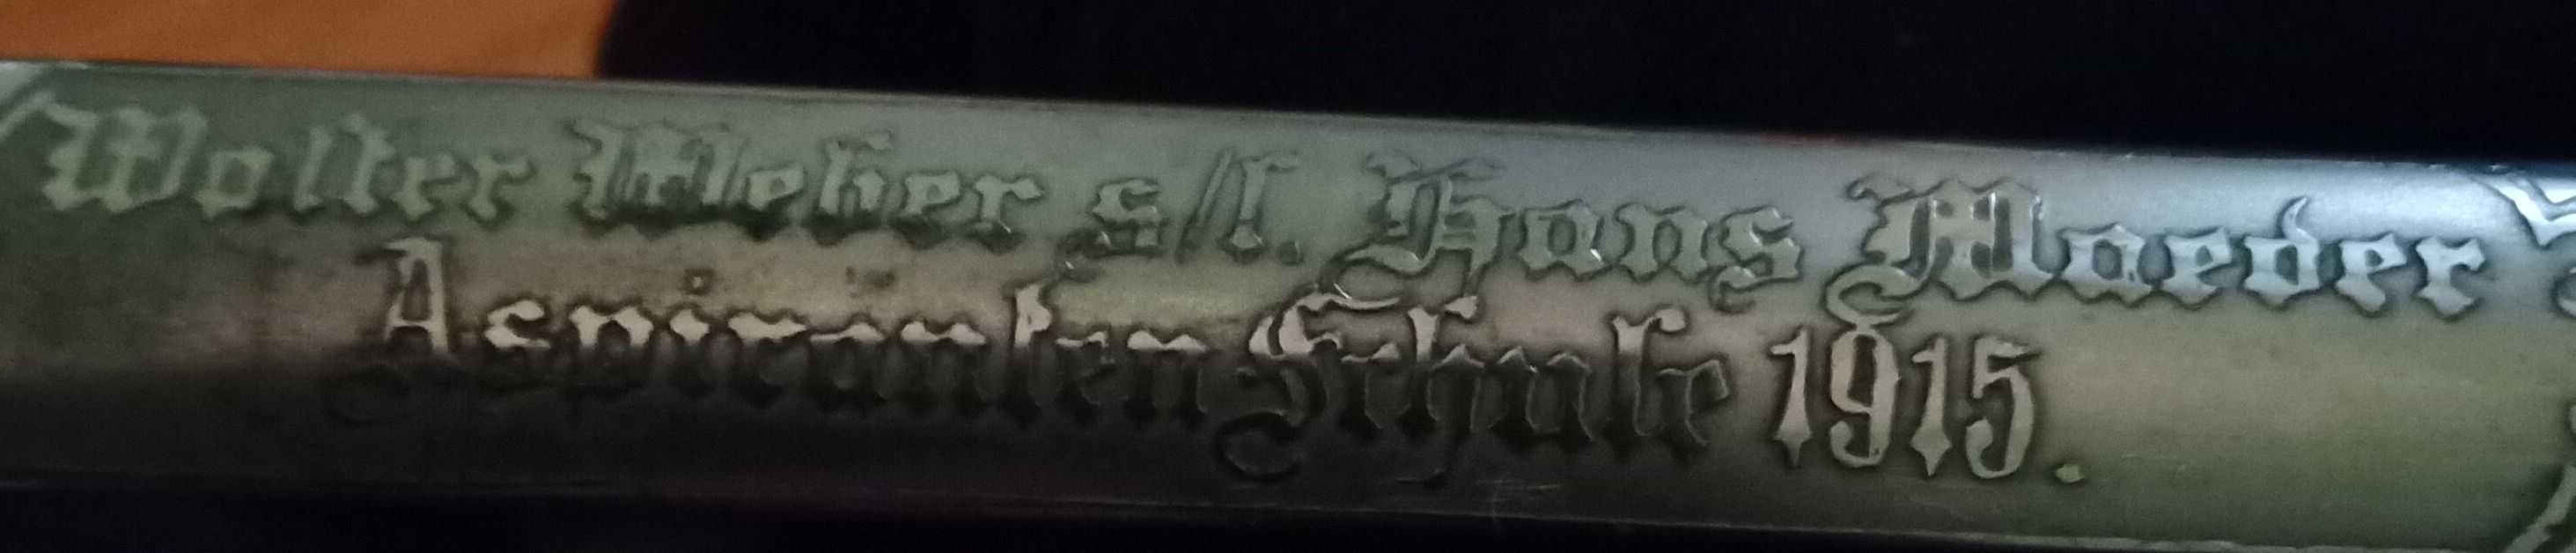 Walter Weber s/l. Hans Maeder
Aspiranten Schule 1915.